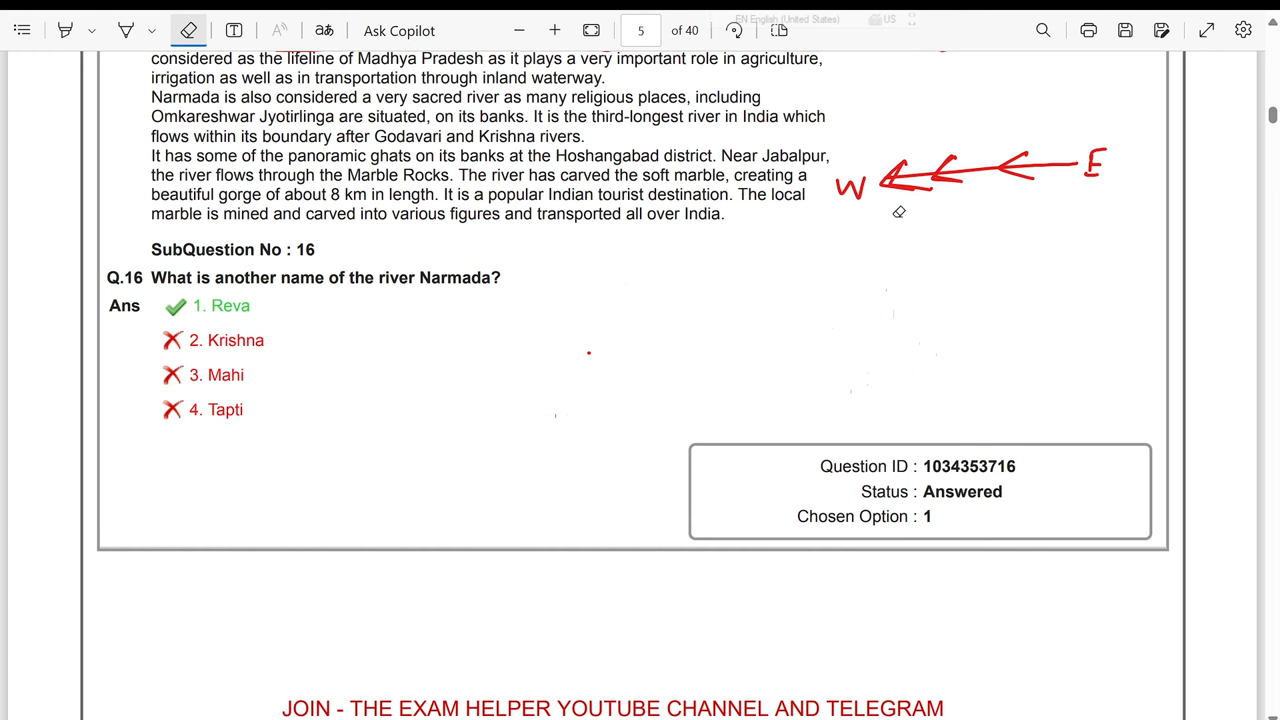 Ask Copilot
5 of 40
EN English (United States) US
considered as the lifeline of Madhya Pradesh as it plays a very important role in agriculture,
irrigation as well as in transportation through inland waterway.
Narmada is also considered a very sacred river as many religious places, including
Omkareshwar Jyotirlinga are situated, on its banks. It is the third-longest river in India which
flows within its boundary after Godavari and Krishna rivers.
It has some of the panoramic ghats on its banks at the Hoshangabad district. Near Jabalpur,
the river flows through the Marble Rocks. The river has carved the soft marble, creating a
beautiful gorge of about 8 km in length. It is a popular Indian tourist destination. The local
marble is mined and carved into various figures and transported all over India.
W E
SubQuestion No : 16
Q.16 What is another name of the river Narmada?
Ans 1. Reva
2. Krishna
3. Mahi
4. Tapti
Question ID : 1034353716
Status : Answered
Chosen Option : 1
JOIN - THE EXAM HELPER YOUTUBE CHANNEL AND TELEGRAM